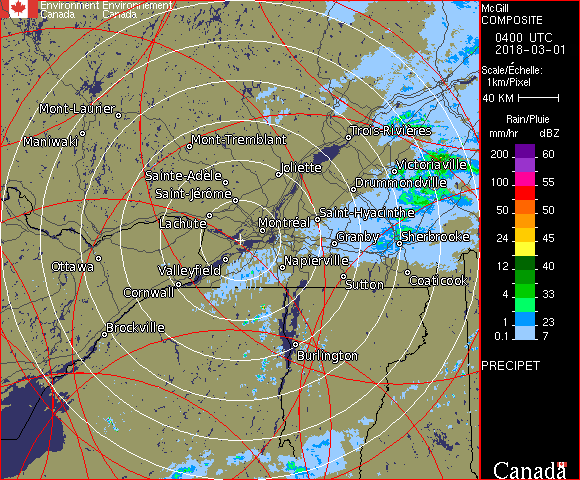 Environment Environnement
Canada Canada
McGill
COMPOSITE
0400 UTC
2018-03-01
Scale/Échelle:
1km/Pixel
40 KM
Rain/Pluie
mm/hr dBZ
200 60
100 55
50 50
24 45
12 40
4 33
1 23
0.1 7
PRECIPET
Canada
Mont-Laurier
Maniwaki
Mont-Tremblant
Trois-Rivières
Sainte-Adèle
Joliette
Victoriaville
Saint-Jérôme
Drummondville
Lachute
Montréal
Saint-Hyacinthe
Granby
Sherbrooke
Ottawa
Valleyfield
Napierville
Cornwall
Sutton
Coaticook
Brockville
Burlington